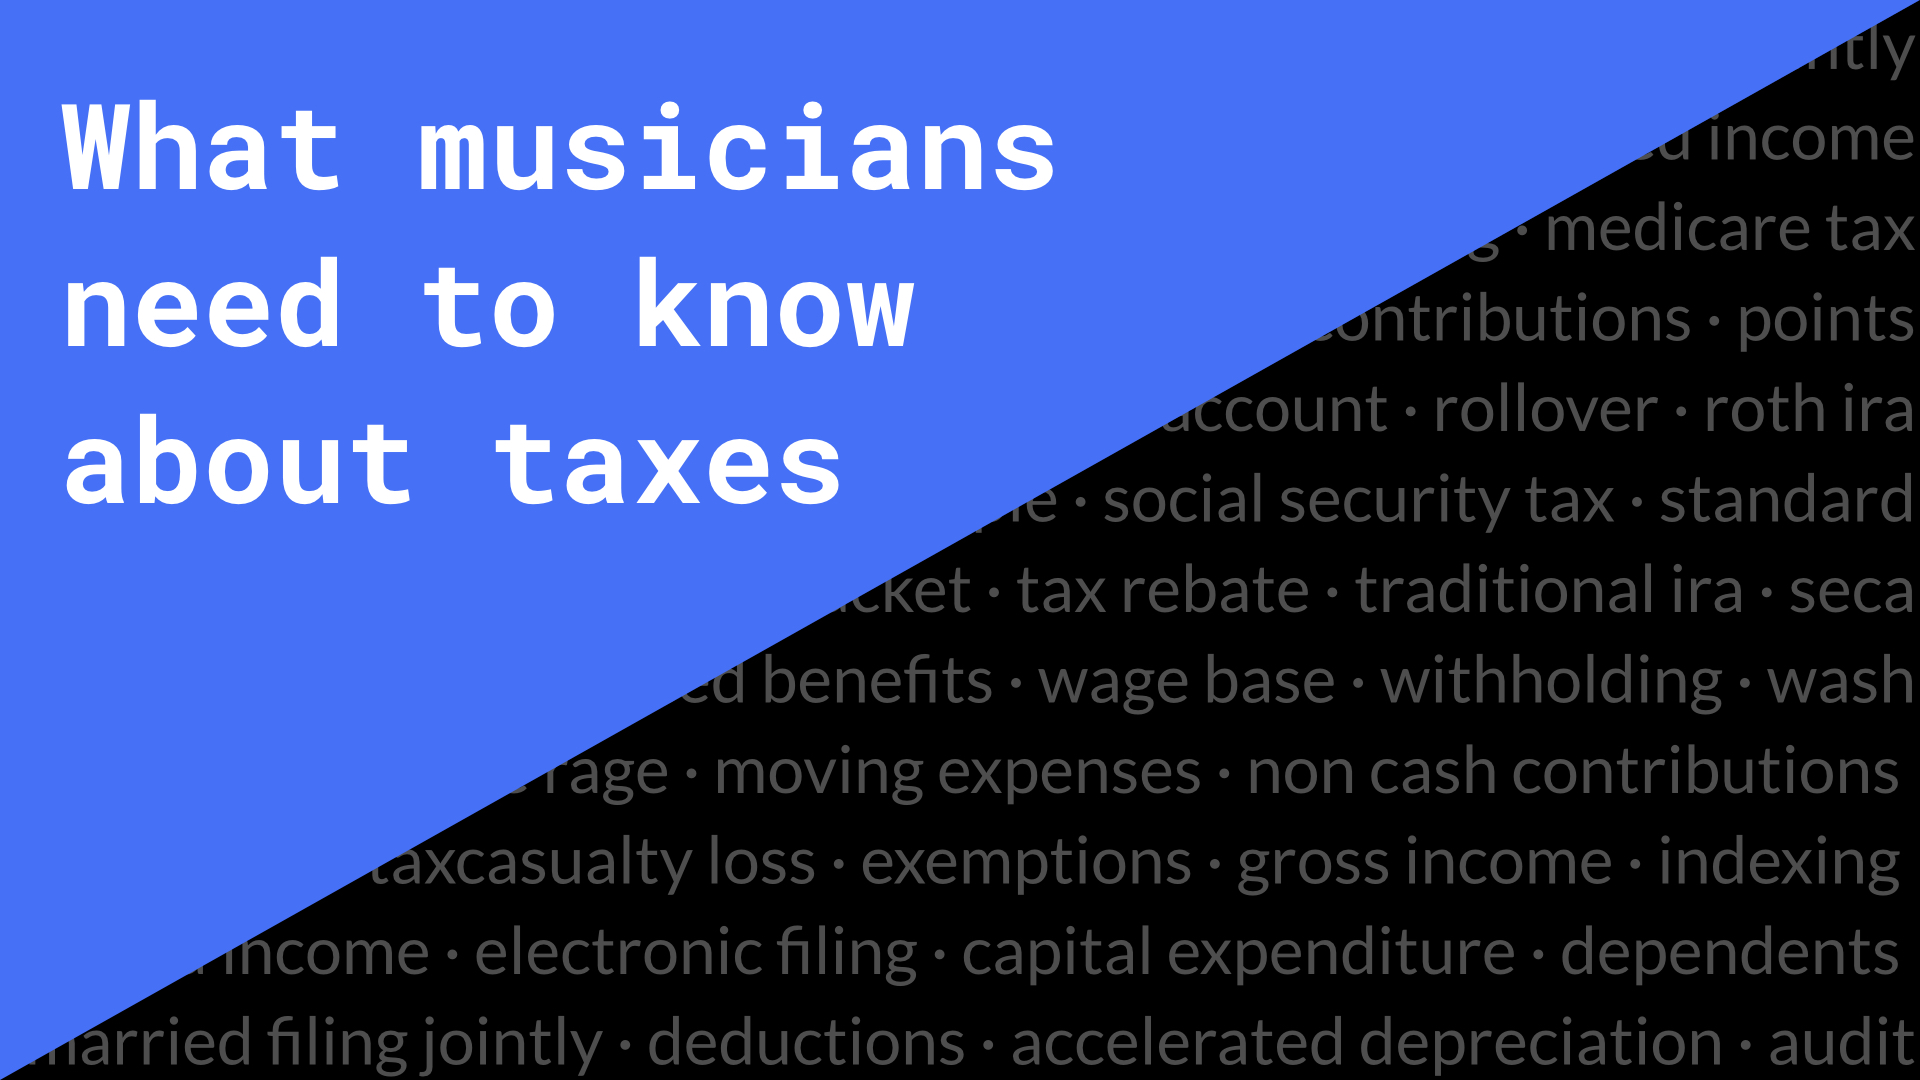 What musicians
need to know
about taxes
income
· medicare tax
contributions · points
account · rollover · roth ira
· social security tax · standard
· tax rebate · traditional ira · seca
benefits · wage base · withholding · wash
· moving expenses · non cash contributions
taxcasualty loss · exemptions · gross income · indexing
income · electronic filing · capital expenditure · dependents
married filing jointly · deductions · accelerated depreciation · audit